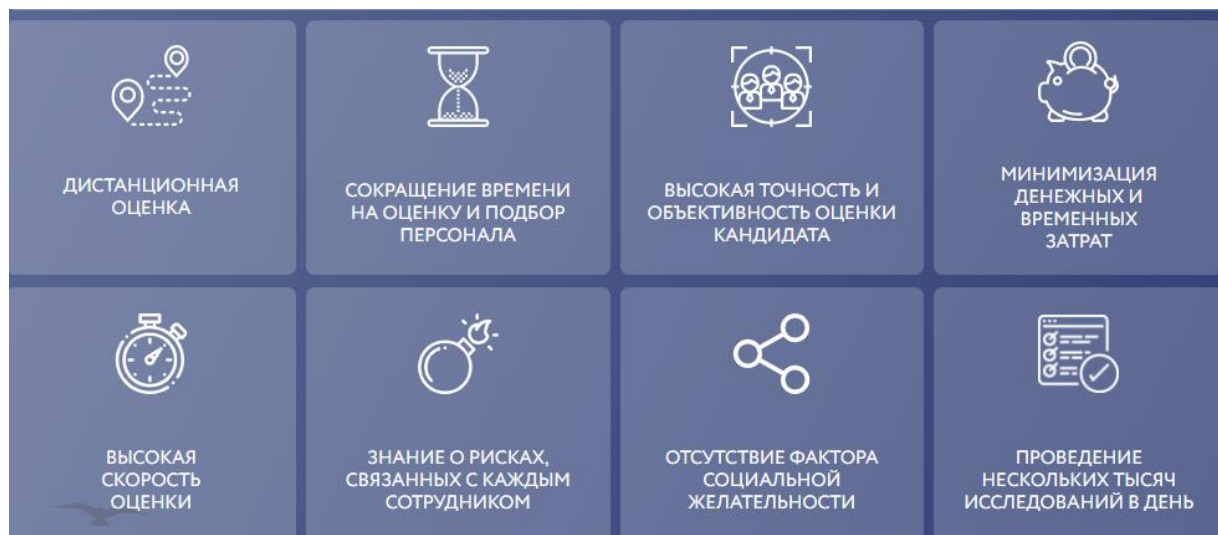 ДИСТАНЦИОННАЯ
ОЦЕНКА
СОКРАЩЕНИЕ ВРЕМЕНИ
НА ОЦЕНКУ И ПОДБОР
ПЕРСОНАЛА
ВЫСОКАЯ ТОЧНОСТЬ И
ОБЪЕКТИВНОСТЬ ОЦЕНКИ
КАНДИДАТА
МИНИМИЗАЦИЯ
ДЕНЕЖНЫХ И
ВРЕМЕННЫХ
ЗАТРАТ
ВЫСОКАЯ
СКОРОСТЬ
ОЦЕНКИ
ЗНАНИЕ О РИСКАХ,
СВЯЗАННЫХ С КАЖДЫМ
СОТРУДНИКОМ
ОТСУТСТВИЕ ФАКТОРА
СОЦИАЛЬНОЙ
ЖЕЛАТЕЛЬНОСТИ
ПРОВЕДЕНИЕ
НЕСКОЛЬКИХ ТЫСЯЧ
ИССЛЕДОВАНИЙ В ДЕНЬ